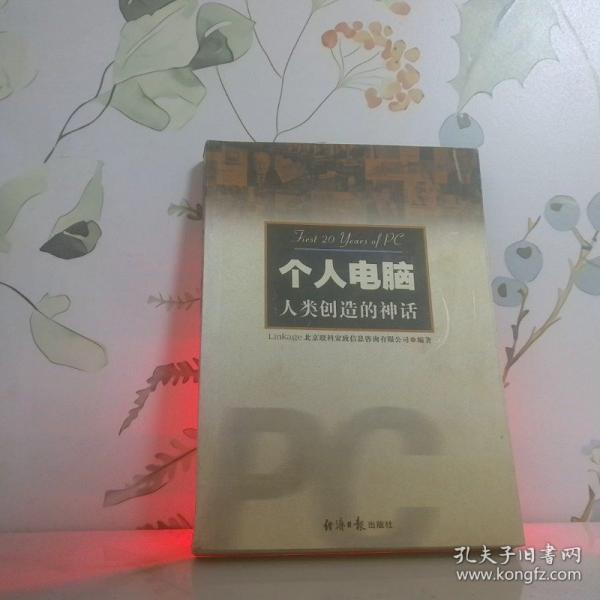 First 20 Years of PC
个人电脑
人类创造的神话
Linkage 北京联科安致信息咨询有限公司 编著
PC
经济日报出版社
孔夫子旧书网
www.kongfz.com